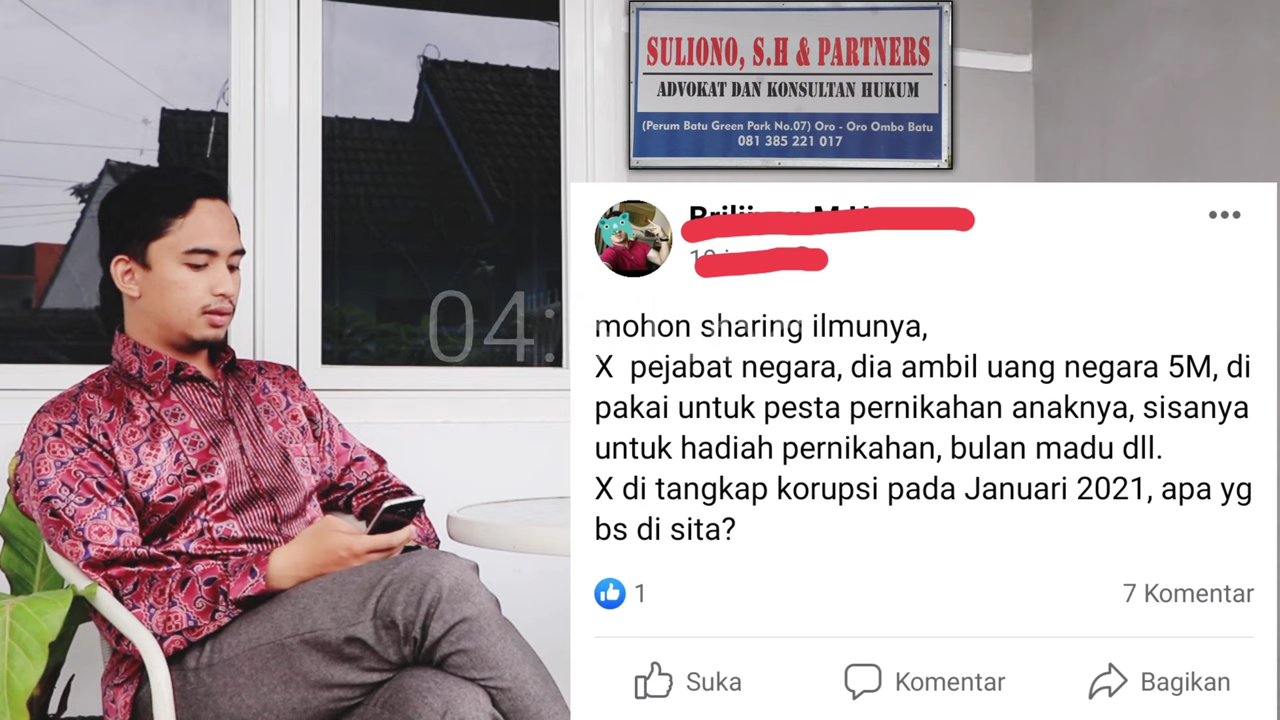 SULIONO, S.H & PARTNERS
ADVOKAT DAN KONSULTAN HUKUM
(Perum Batu Green Park No.07) Oro - Oro Ombo Batu
081 385 221 017
04:
mohon sharing ilmunya,
X pejabat negara, dia ambil uang negara 5M, di
pakai untuk pesta pernikahan anaknya, sisanya
untuk hadiah pernikahan, bulan madu dll.
X di tangkap korupsi pada Januari 2021, apa yg
bs di sita?
1
7 Komentar
Suka
Komentar
Bagikan